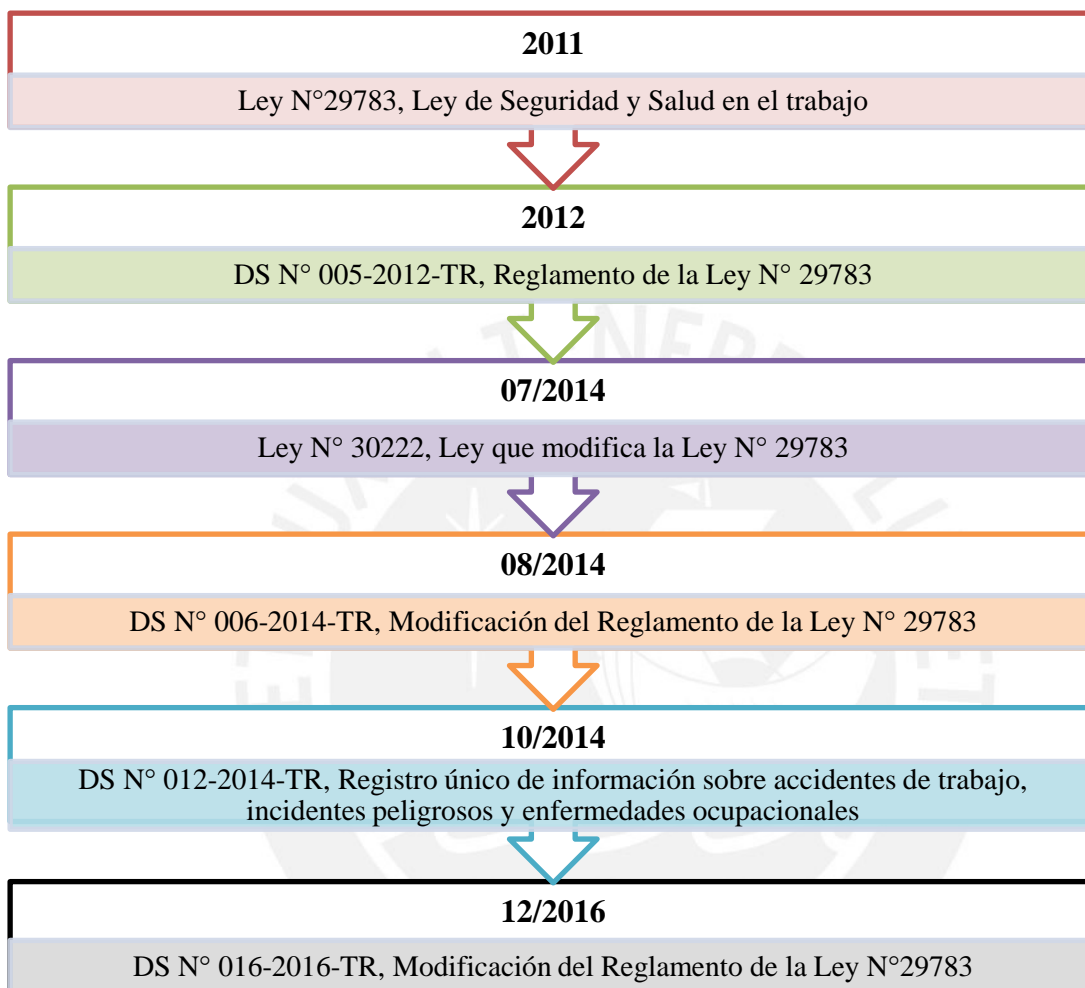 2011
Ley N°29783, Ley de Seguridad y Salud en el trabajo
2012
DS N° 005-2012-TR, Reglamento de la Ley N° 29783
07/2014
Ley N° 30222, Ley que modifica la Ley N° 29783
08/2014
DS N° 006-2014-TR, Modificación del Reglamento de la Ley N° 29783
10/2014
DS N° 012-2014-TR, Registro único de información sobre accidentes de trabajo,
incidentes peligrosos y enfermedades ocupacionales
12/2016
DS N° 016-2016-TR, Modificación del Reglamento de la Ley N°29783